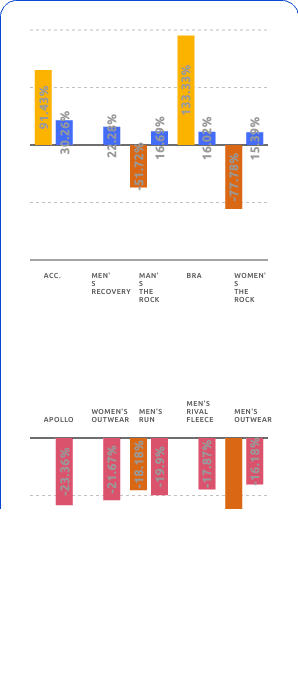 91.43%
30.26%
22.28%
-51.72%
16.69%
133.33%
16.02%
-77.78%
15.39%
ACC.
MEN'
S
RECOVERY
MAN'
S
THE
ROCK
BRA
WOMEN'
S
THE
ROCK
APOLLO
WOMEN'S
OUTWEAR
MEN'S
RUN
MEN'S
RIVAL
FLEECE
MEN'S
OUTWEAR
-23.36%
-21.67%
-18.18%
-19.9%
-17.87%
-16.18%